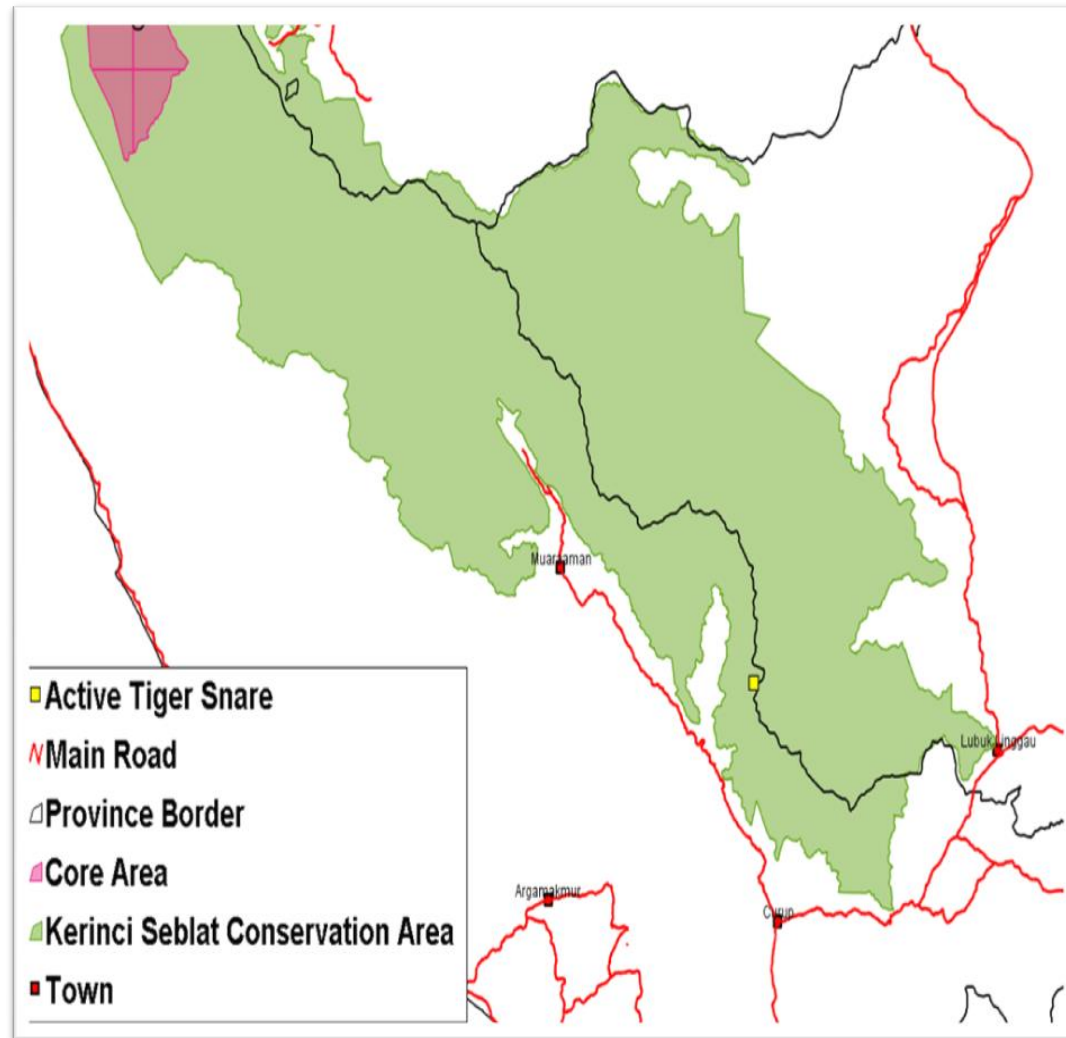 Muaraaman
Lubuk Linggau
Active Tiger Snare
Main Road
Province Border
Core Area
Kerinci Seblat Conservation Area
Town
Argamakmur
Curup